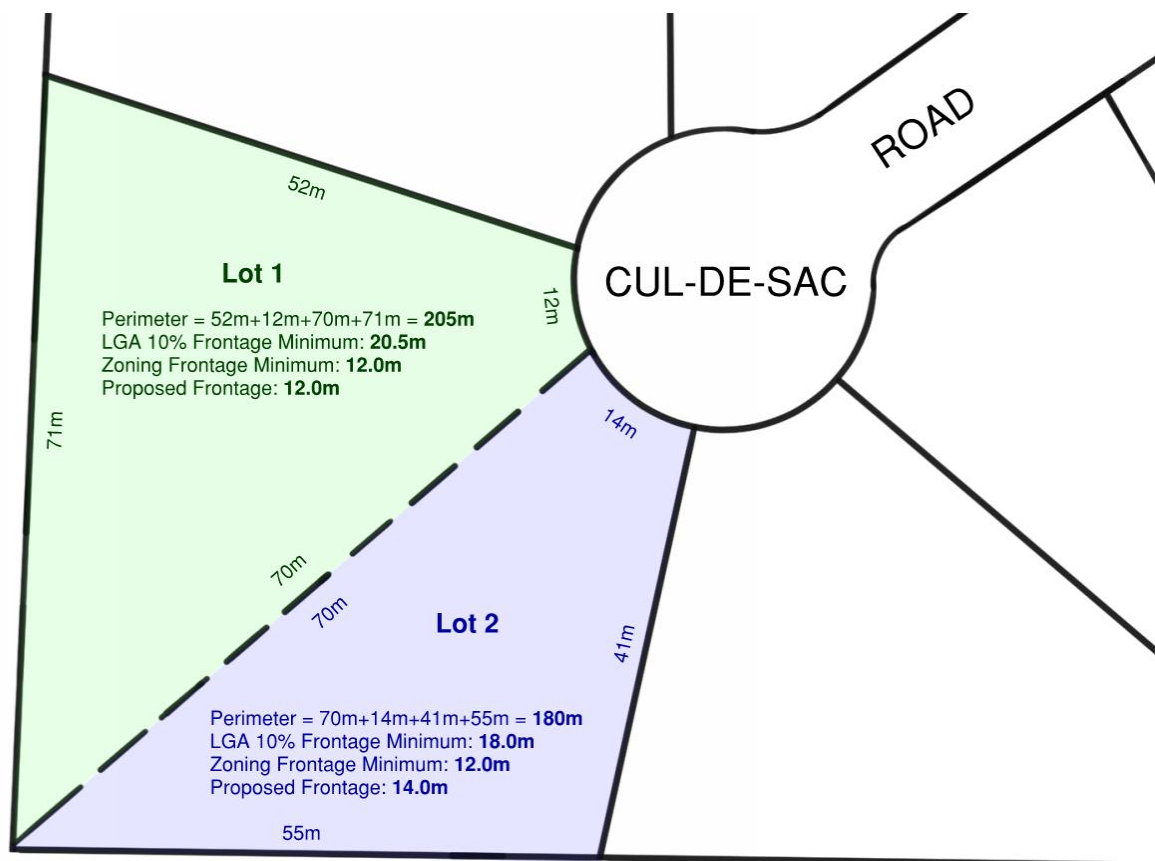 ROAD
52m
Lot 1
CUL-DE-SAC
12m
Perimeter = 52m+12m+70m+71m = 205m
LGA 10% Frontage Minimum: 20.5m
Zoning Frontage Minimum: 12.0m
Proposed Frontage: 12.0m
71m
14m
70m
70m
Lot 2
41m
Perimeter = 70m+14m+41m+55m = 180m
LGA 10% Frontage Minimum: 18.0m
Zoning Frontage Minimum: 12.0m
Proposed Frontage: 14.0m
55m